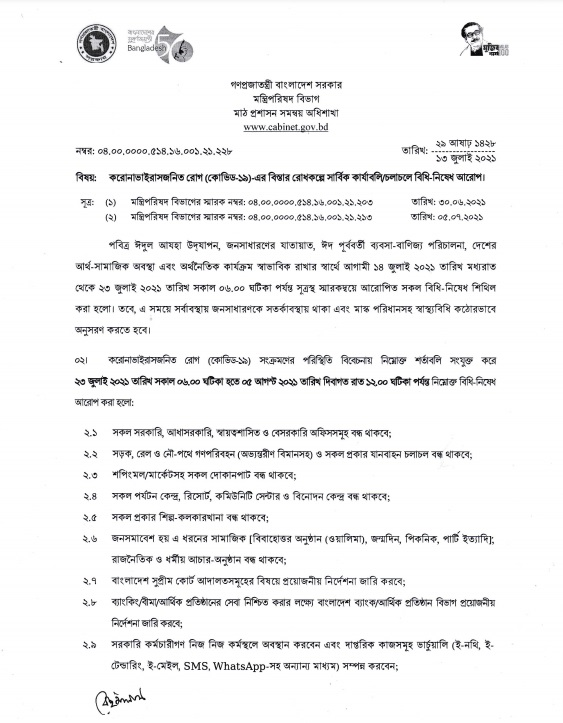 Bangladesh 50
মুজিব
গণপ্রজাতন্ত্রী বাংলাদেশ সরকার
মন্ত্রিপরিষদ বিভাগ
মাঠ প্রশাসন সমন্বয় অধিশাখা
www.cabinet.gov.bd
নম্বর: ০৪.০০.০০০০.৫১৪.১৬.০০১.২১.২২৮
তারিখ: ২৯ আষাঢ় ১৪২৮
১৩ জুলাই ২০২১
বিষয়: করোনাভাইরাসজনিত রোগ (কোভিড-১৯)-এর বিস্তার রোধকল্পে সার্বিক কার্যাবলি/চলাচলে বিধি-নিষেধ আরোপ।
সূত্র: (১) মন্ত্রিপরিষদ বিভাগের স্মারক নম্বর: ০৪.০০.০০০০.৫১৪.১৬.০০১.২১.২০৩ তারিখ: ৩০.০৬.২০২১
(২) মন্ত্রিপরিষদ বিভাগের স্মারক নম্বর: ০৪.০০.০০০০.৫১৪.১৬.০০১.২১.২১৩ তারিখ: ০৫.০৭.২০২১
পবিত্র ঈদুল আযহা উদ্‌যাপন, জনসাধারণের যাতায়াত, ঈদ পূর্ববর্তী ব্যবসা-বাণিজ্য পরিচালনা, দেশের
আর্থ-সামাজিক অবস্থা এবং অর্থনৈতিক কার্যক্রম স্বাভাবিক রাখার স্বার্থে আগামী ১৪ জুলাই ২০২১ তারিখ মধ্যরাত
থেকে ২৩ জুলাই ২০২১ তারিখ সকাল ০৬.০০ ঘটিকা পর্যন্ত সূত্রস্থ স্মারকদ্বয়ে আরোপিত সকল বিধি-নিষেধ শিথিল
করা হলো। তবে, এ সময়ে সর্বাবস্থায় জনসাধারণকে সতর্কাবস্থায় থাকা এবং মাস্ক পরিধানসহ স্বাস্থ্যবিধি কঠোরভাবে
অনুসরণ করতে হবে।
০২। করোনাভাইরাসজনিত রোগ (কোভিড-১৯) সংক্রমণের পরিস্থিতি বিবেচনায় নিম্নোক্ত শর্তাবলি সংযুক্ত করে
২৩ জুলাই ২০২১ তারিখ সকাল ০৬.০০ ঘটিকা হতে ০৫ আগস্ট ২০২১ তারিখ দিবাগত রাত ১২.০০ ঘটিকা পর্যন্ত নিম্নোক্ত বিধি-নিষেধ
আরোপ করা হলো:
২.১ সকল সরকারি, আধাসরকারি, স্বায়ত্তশাসিত ও বেসরকারি অফিসসমূহ বন্ধ থাকবে;
২.২ সড়ক, রেল ও নৌ-পথে গণপরিবহন (অভ্যন্তরীণ বিমানসহ) ও সকল প্রকার যানবাহন চলাচল বন্ধ থাকবে;
২.৩ শপিংমল/মার্কেটসহ সকল দোকানপাট বন্ধ থাকবে;
২.৪ সকল পর্যটন কেন্দ্র, রিসোর্ট, কমিউনিটি সেন্টার ও বিনোদন কেন্দ্র বন্ধ থাকবে;
২.৫ সকল প্রকার শিল্প-কলকারখানা বন্ধ থাকবে;
২.৬ জনসমাবেশ হয় এ ধরনের সামাজিক [বিবাহোত্তর অনুষ্ঠান (ওয়ালিমা), জন্মদিন, পিকনিক, পার্টি ইত্যাদি];
রাজনৈতিক ও ধর্মীয় আচার-অনুষ্ঠান বন্ধ থাকবে;
২.৭ বাংলাদেশ সুপ্রীম কোর্ট আদালতসমূহের বিষয়ে প্রয়োজনীয় নির্দেশনা জারি করবে;
২.৮ ব্যাংকিং/বীমা/আর্থিক প্রতিষ্ঠানের সেবা নিশ্চিত করার লক্ষ্যে বাংলাদেশ ব্যাংক/আর্থিক প্রতিষ্ঠান বিভাগ প্রয়োজনীয়
নির্দেশনা জারি করবে;
২.৯ সরকারি কর্মচারীগণ নিজ নিজ কর্মস্থলে অবস্থান করবেন এবং দাপ্তরিক কাজসমূহ ভার্চুয়ালি (ই-নথি, ই-
টেন্ডারিং, ই-মেইল, SMS, WhatsApp-সহ অন্যান্য মাধ্যম) সম্পন্ন করবেন;